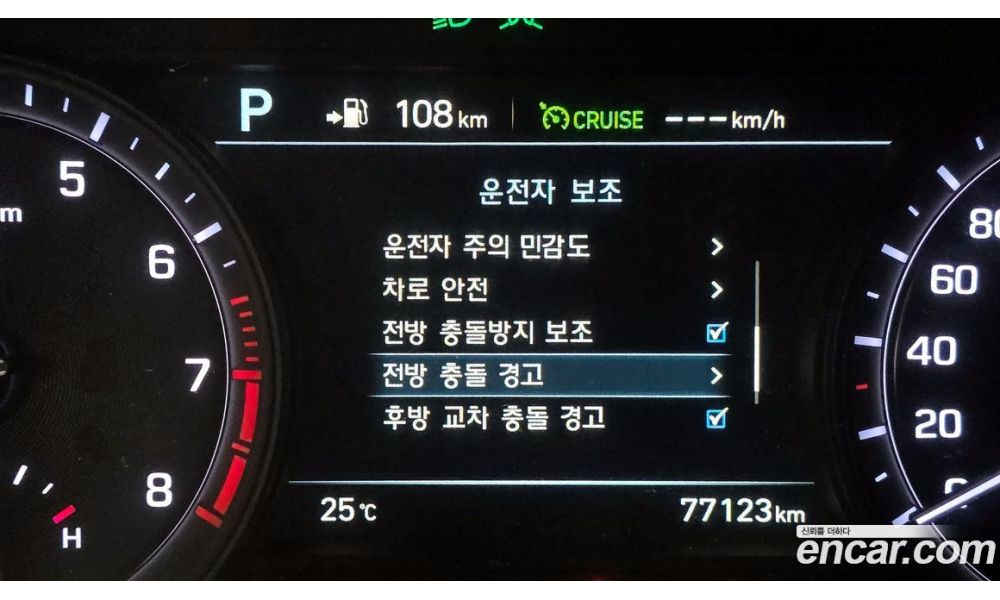 P 108 km CRUISE ---km/h
운전자 보조
운전자 주의 민감도 >
차로 안전 >
전방 충돌방지 보조
전방 충돌 경고 >
후방 교차 충돌 경고
25℃ 77123 km
5
m
6
7
8
H
80
60
40
20
0
신뢰를 더하다
encar.com